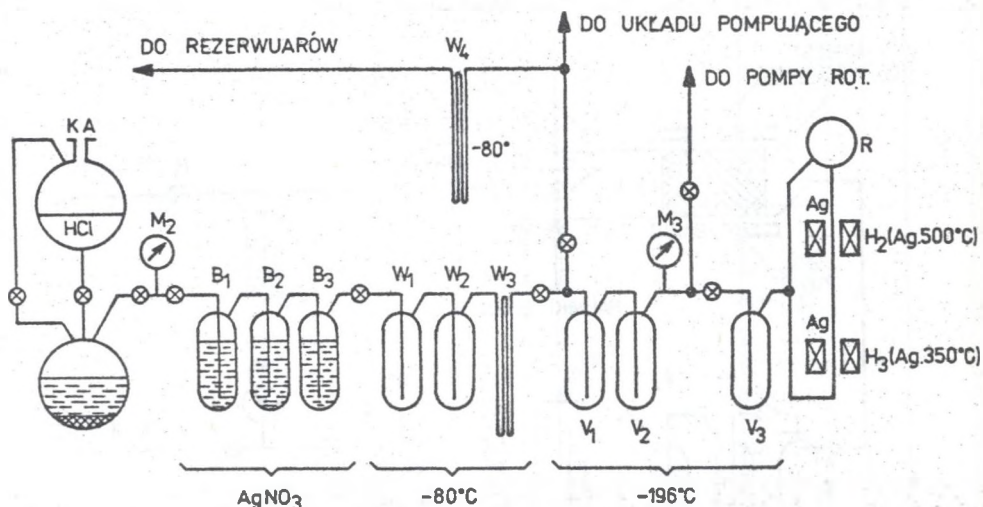 DO UKŁADU POMPUJĄCEGO
DO REZERWUARÓW
W4
DO POMPY ROT.
-80°
K A
R
HCl
M2
M3
Ag
H2(Ag.500°C)
B1
B2
B3
W1
W2
W3
Ag
H3(Ag.350°C)
V1
V2
V3
AgNO3
-80°C
-196°C